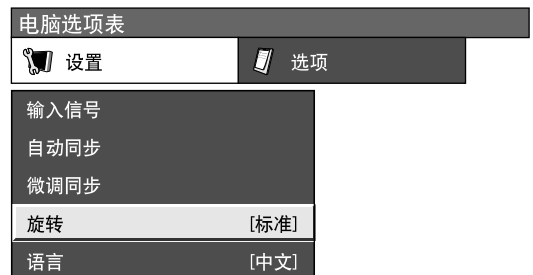 电脑选项表
设置 选项
输入信号
自动同步
微调同步
旋转 [标准]
语言 [中文]